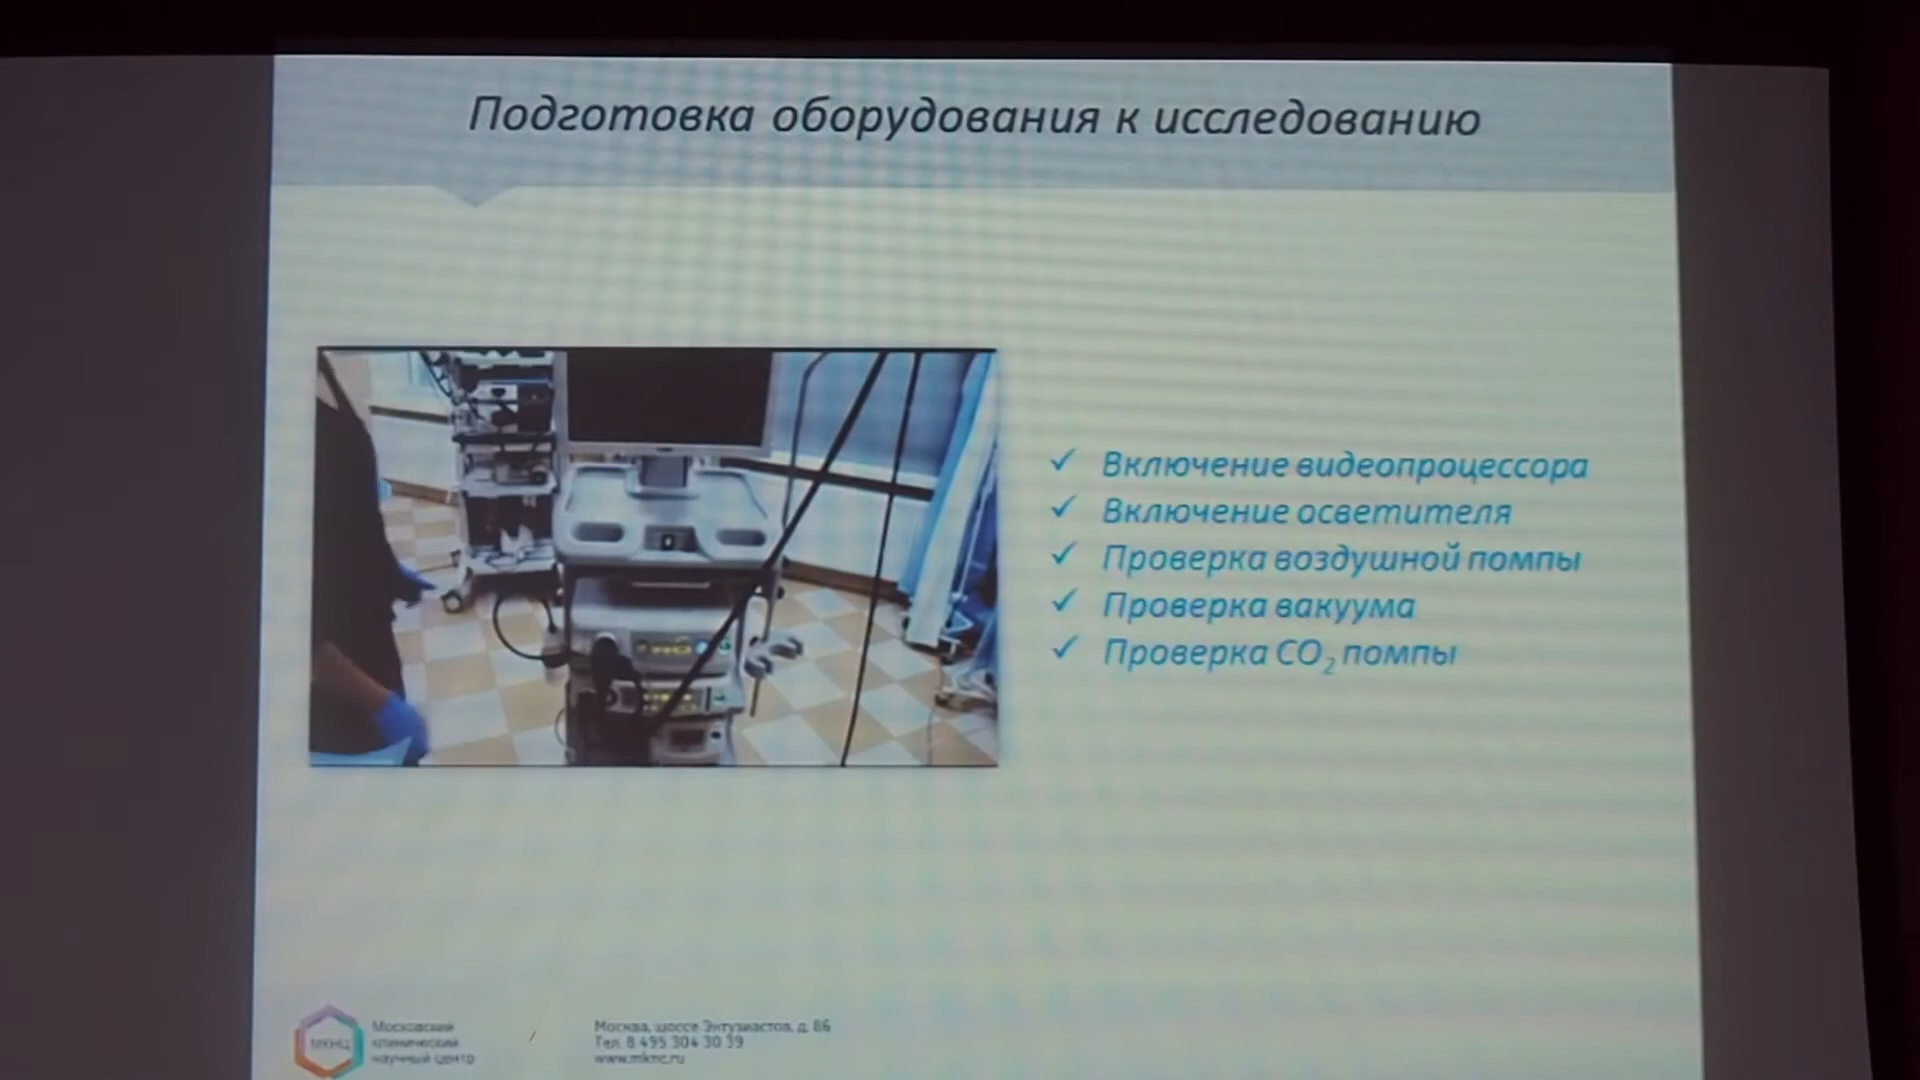 Подготовка оборудования к исследованию
✓ Включение видеопроцессора
✓ Включение осветителя
✓ Проверка воздушной помпы
✓ Проверка вакуума
✓ Проверка CO₂ помпы
МКНЦ
Московский
клинический
научный центр
/
Москва, шоссе Энтузиастов, д. 86
Тел. 8 495 304 30 39
www.mknc.ru